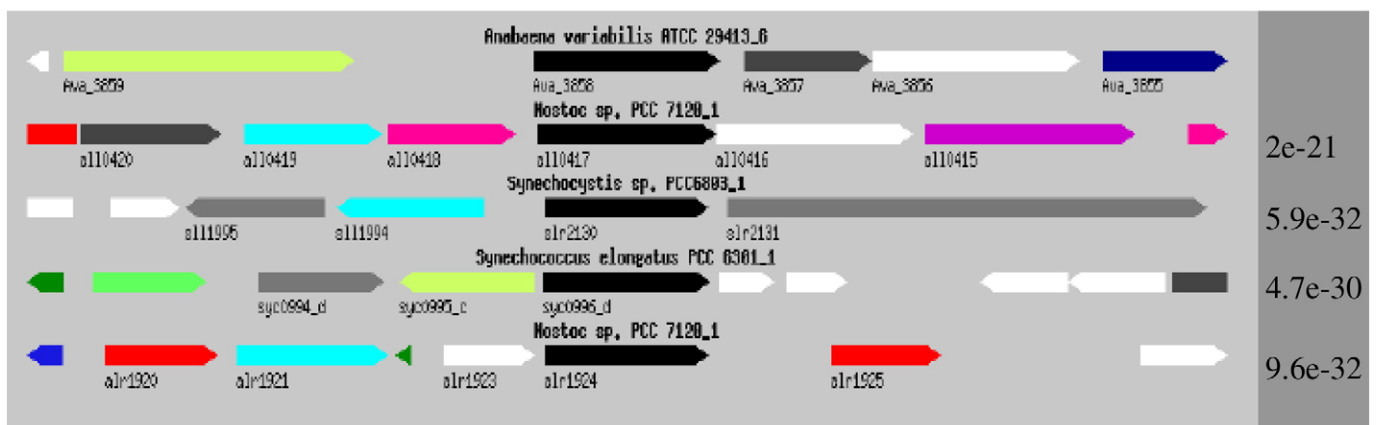 Anabaena variabilis ATCC 29413_6
Ava_3859 Ava_3858 Ava_3857 Ava_3856 Ava_3855
Nostoc sp. PCC 7120_1
all0420 all0419 all0418 all0417 all0416 all0415
2e-21
Synechocystis sp. PCC6803_1
sll1995 sll1994 slr2130 slr2131
5.9e-32
Synechococcus elongatus PCC 6301_1
syc0994_d syc0995_c syc0996_d
4.7e-30
Nostoc sp. PCC 7120_1
alr1920 alr1921 alr1923 alr1924 alr1925
9.6e-32